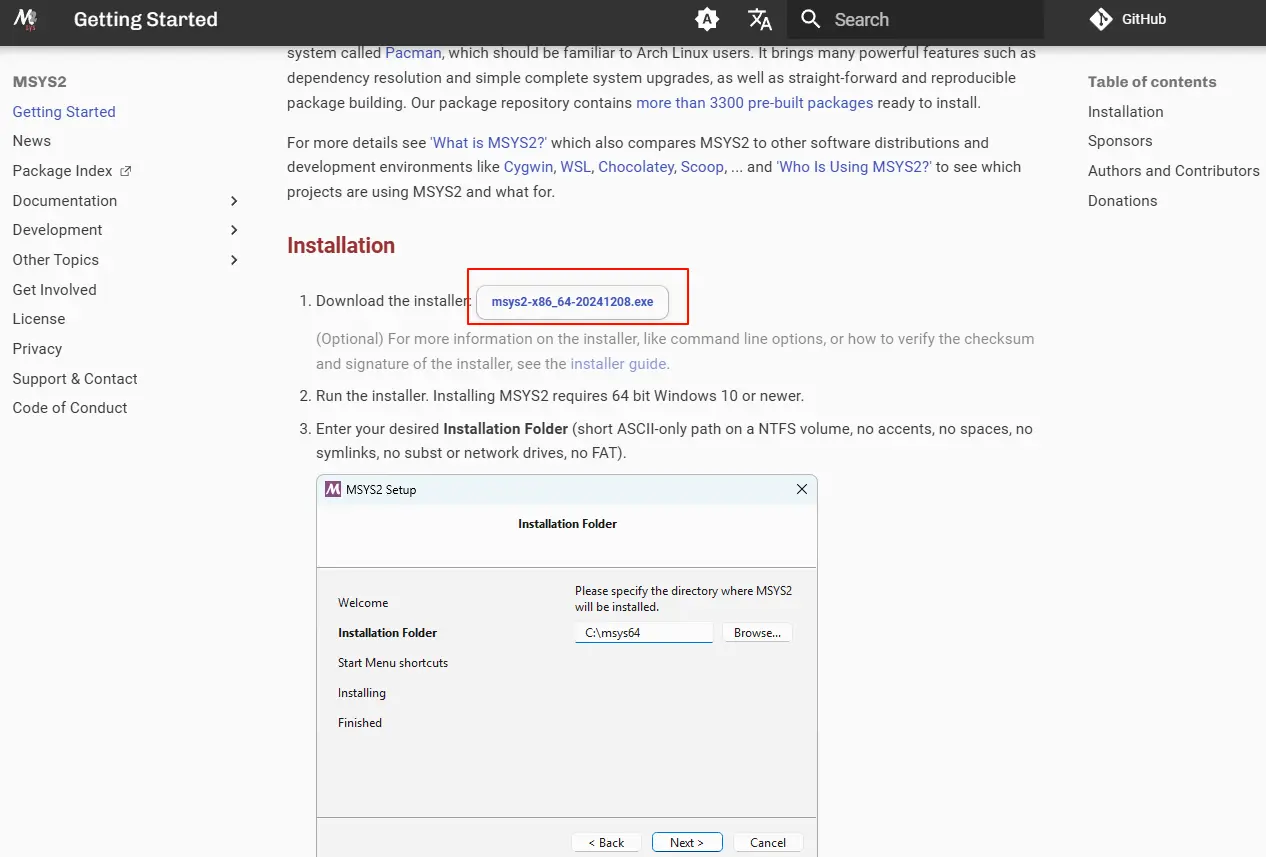 Getting Started
Search
GitHub
MSYS2
Getting Started
News
Package Index
Documentation
Development
Other Topics
Get Involved
License
Privacy
Support & Contact
Code of Conduct
system called Pacman, which should be familiar to Arch Linux users. It brings many powerful features such as
dependency resolution and simple complete system upgrades, as well as straight-forward and reproducible
package building. Our package repository contains more than 3300 pre-built packages ready to install.
For more details see 'What is MSYS2?' which also compares MSYS2 to other software distributions and
development environments like Cygwin, WSL, Chocolatey, Scoop, ... and 'Who Is Using MSYS2?' to see which
projects are using MSYS2 and what for.
Installation
1. Download the installer: msys2-x86_64-20241208.exe
(Optional) For more information on the installer, like command line options, or how to verify the checksum
and signature of the installer, see the installer guide.
2. Run the installer. Installing MSYS2 requires 64 bit Windows 10 or newer.
3. Enter your desired Installation Folder (short ASCII-only path on a NTFS volume, no accents, no spaces, no
symlinks, no subst or network drives, no FAT).
MSYS2 Setup
Installation Folder
Welcome
Installation Folder
Start Menu shortcuts
Installing
Finished
Please specify the directory where MSYS2
will be installed.
C:\msys64
Browse...
< Back
Next >
Cancel
Table of contents
Installation
Sponsors
Authors and Contributors
Donations